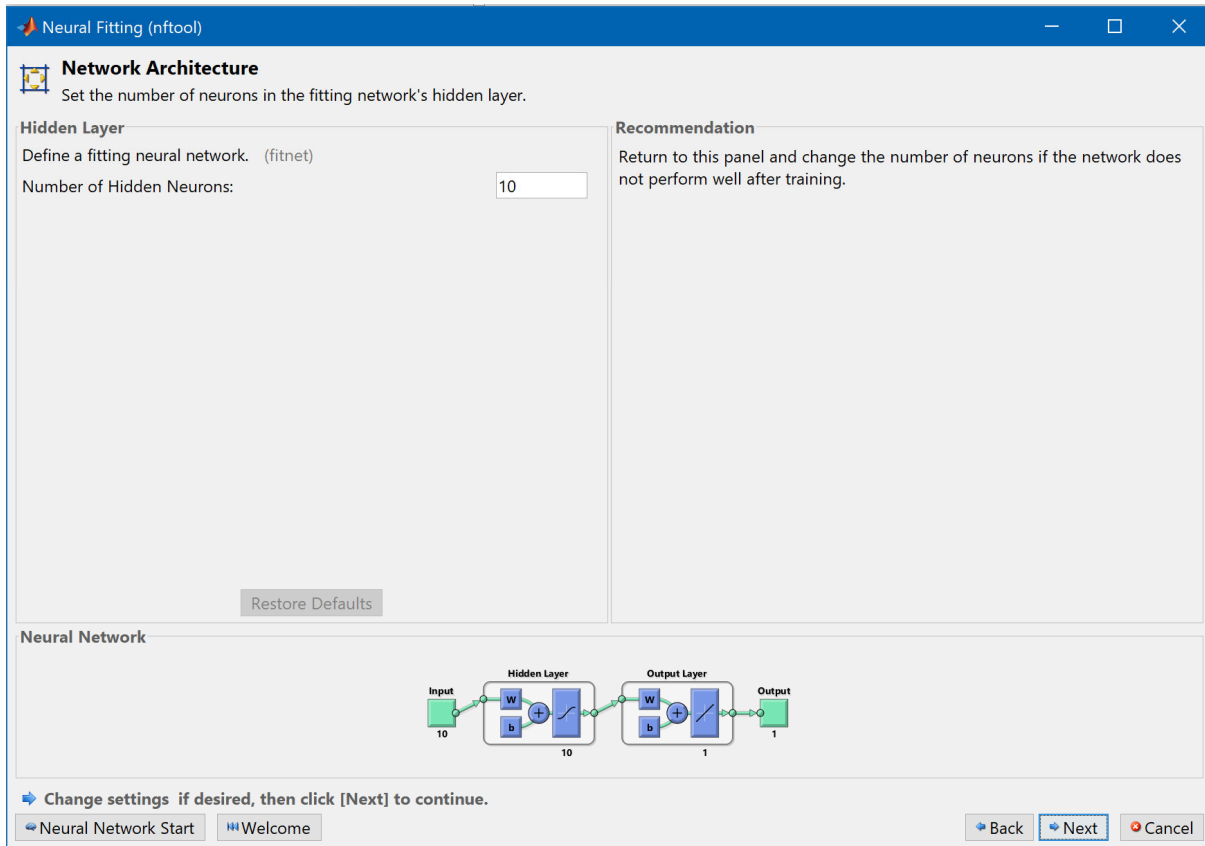 Neural Fitting (nftool)
Network Architecture
Set the number of neurons in the fitting network's hidden layer.
Hidden Layer
Define a fitting neural network. (fitnet)
Number of Hidden Neurons: 10
Restore Defaults
Recommendation
Return to this panel and change the number of neurons if the network does
not perform well after training.
Neural Network
Hidden Layer Output Layer
Input Output
W W
+ +
b b
10 1
10 1
Change settings if desired, then click [Next] to continue.
Neural Network Start Welcome Back Next Cancel